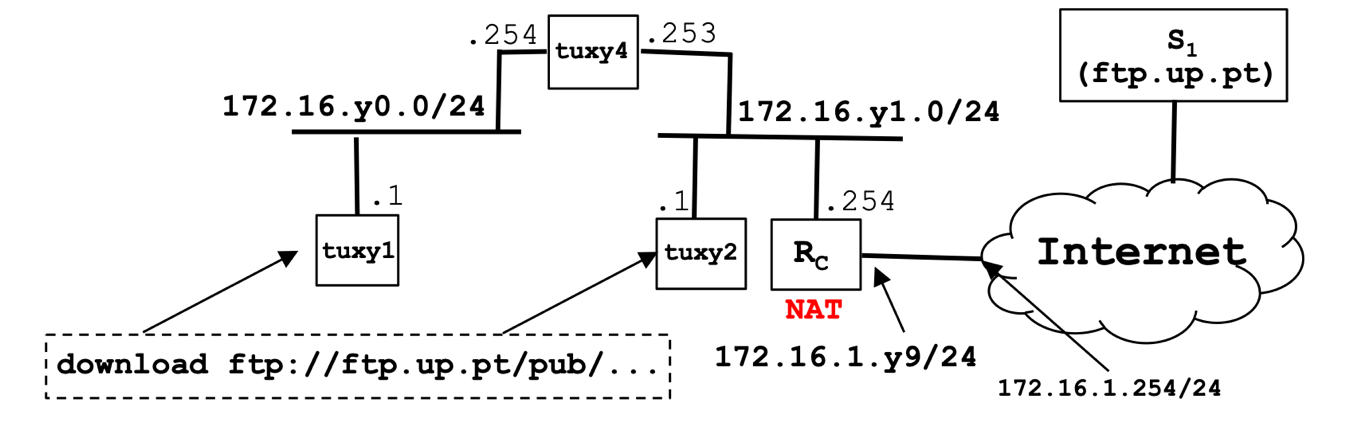 .254
tuxy4
.253
S1
(ftp.up.pt)
172.16.y0.0/24
172.16.y1.0/24
.1
.1
.254
tuxy1
tuxy2
RC
Internet
NAT
172.16.1.y9/24
download ftp://ftp.up.pt/pub/...
172.16.1.254/24